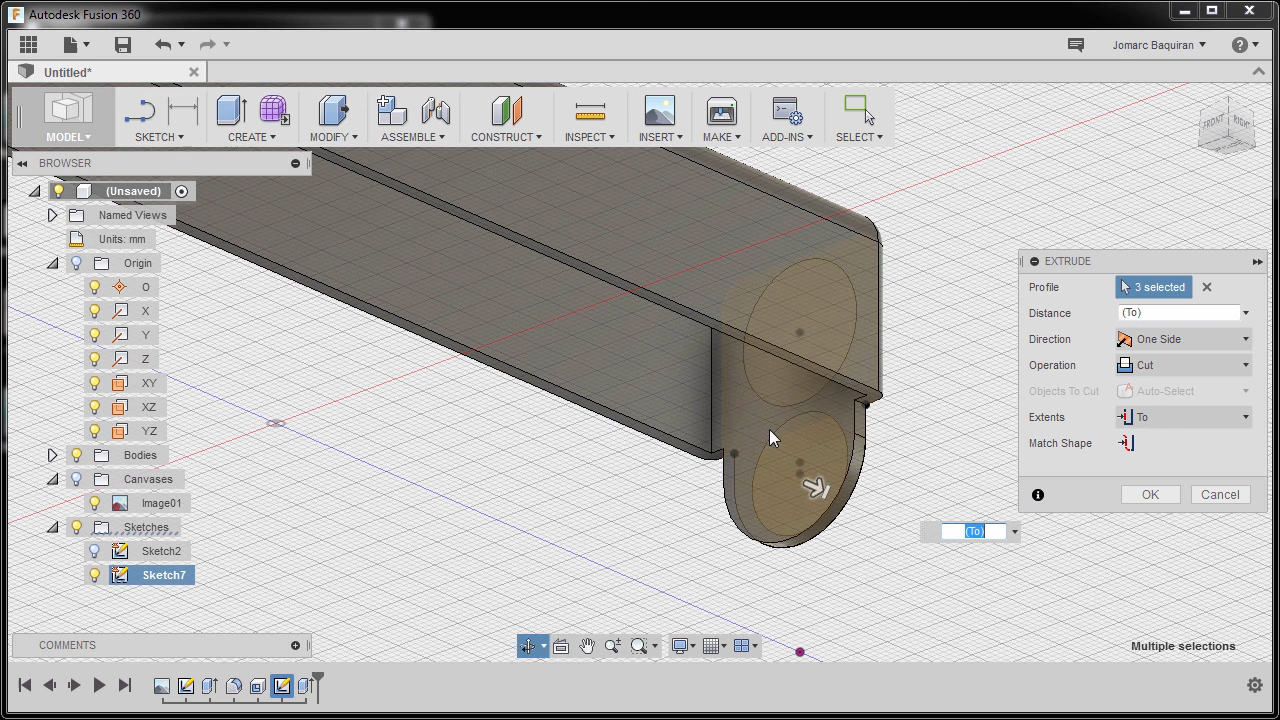 Autodesk Fusion 360
Jomarc Baquiran
Untitled*
MODEL
SKETCH
CREATE
MODIFY
ASSEMBLE
CONSTRUCT
INSPECT
INSERT
MAKE
ADD-INS
SELECT
FRONT
RIGHT
BROWSER
(Unsaved)
Named Views
Units: mm
Origin
O
X
Y
Z
XY
XZ
YZ
Bodies
Canvases
Image01
Sketches
Sketch2
Sketch7
EXTRUDE
Profile 3 selected
Distance (To)
Direction One Side
Operation Cut
Objects To Cut Auto-Select
Extents To
Match Shape
OK Cancel
(To)
COMMENTS
Multiple selections